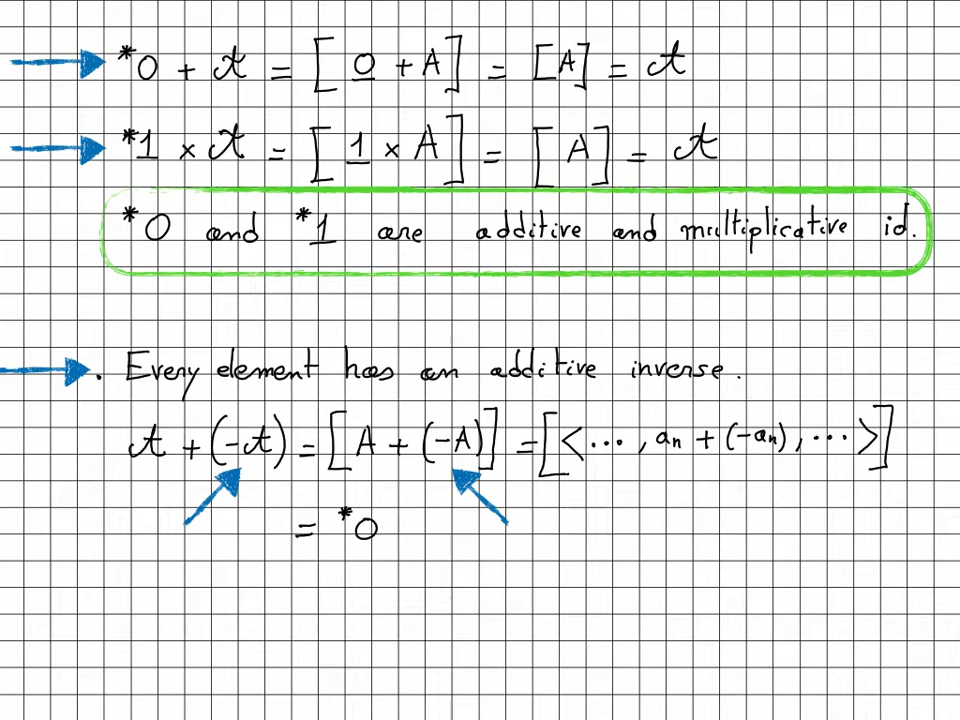 *0 + 𝒜 = [0 + A] = [A] = 𝒜
*1 × 𝒜 = [1 × A] = [A] = 𝒜
*0 and *1 are additive and multiplicative id.
. Every element has an additive inverse.
𝒜 + (-𝒜) = [A + (-A)] = [<..., aₙ + (-aₙ), ...>]
= *0